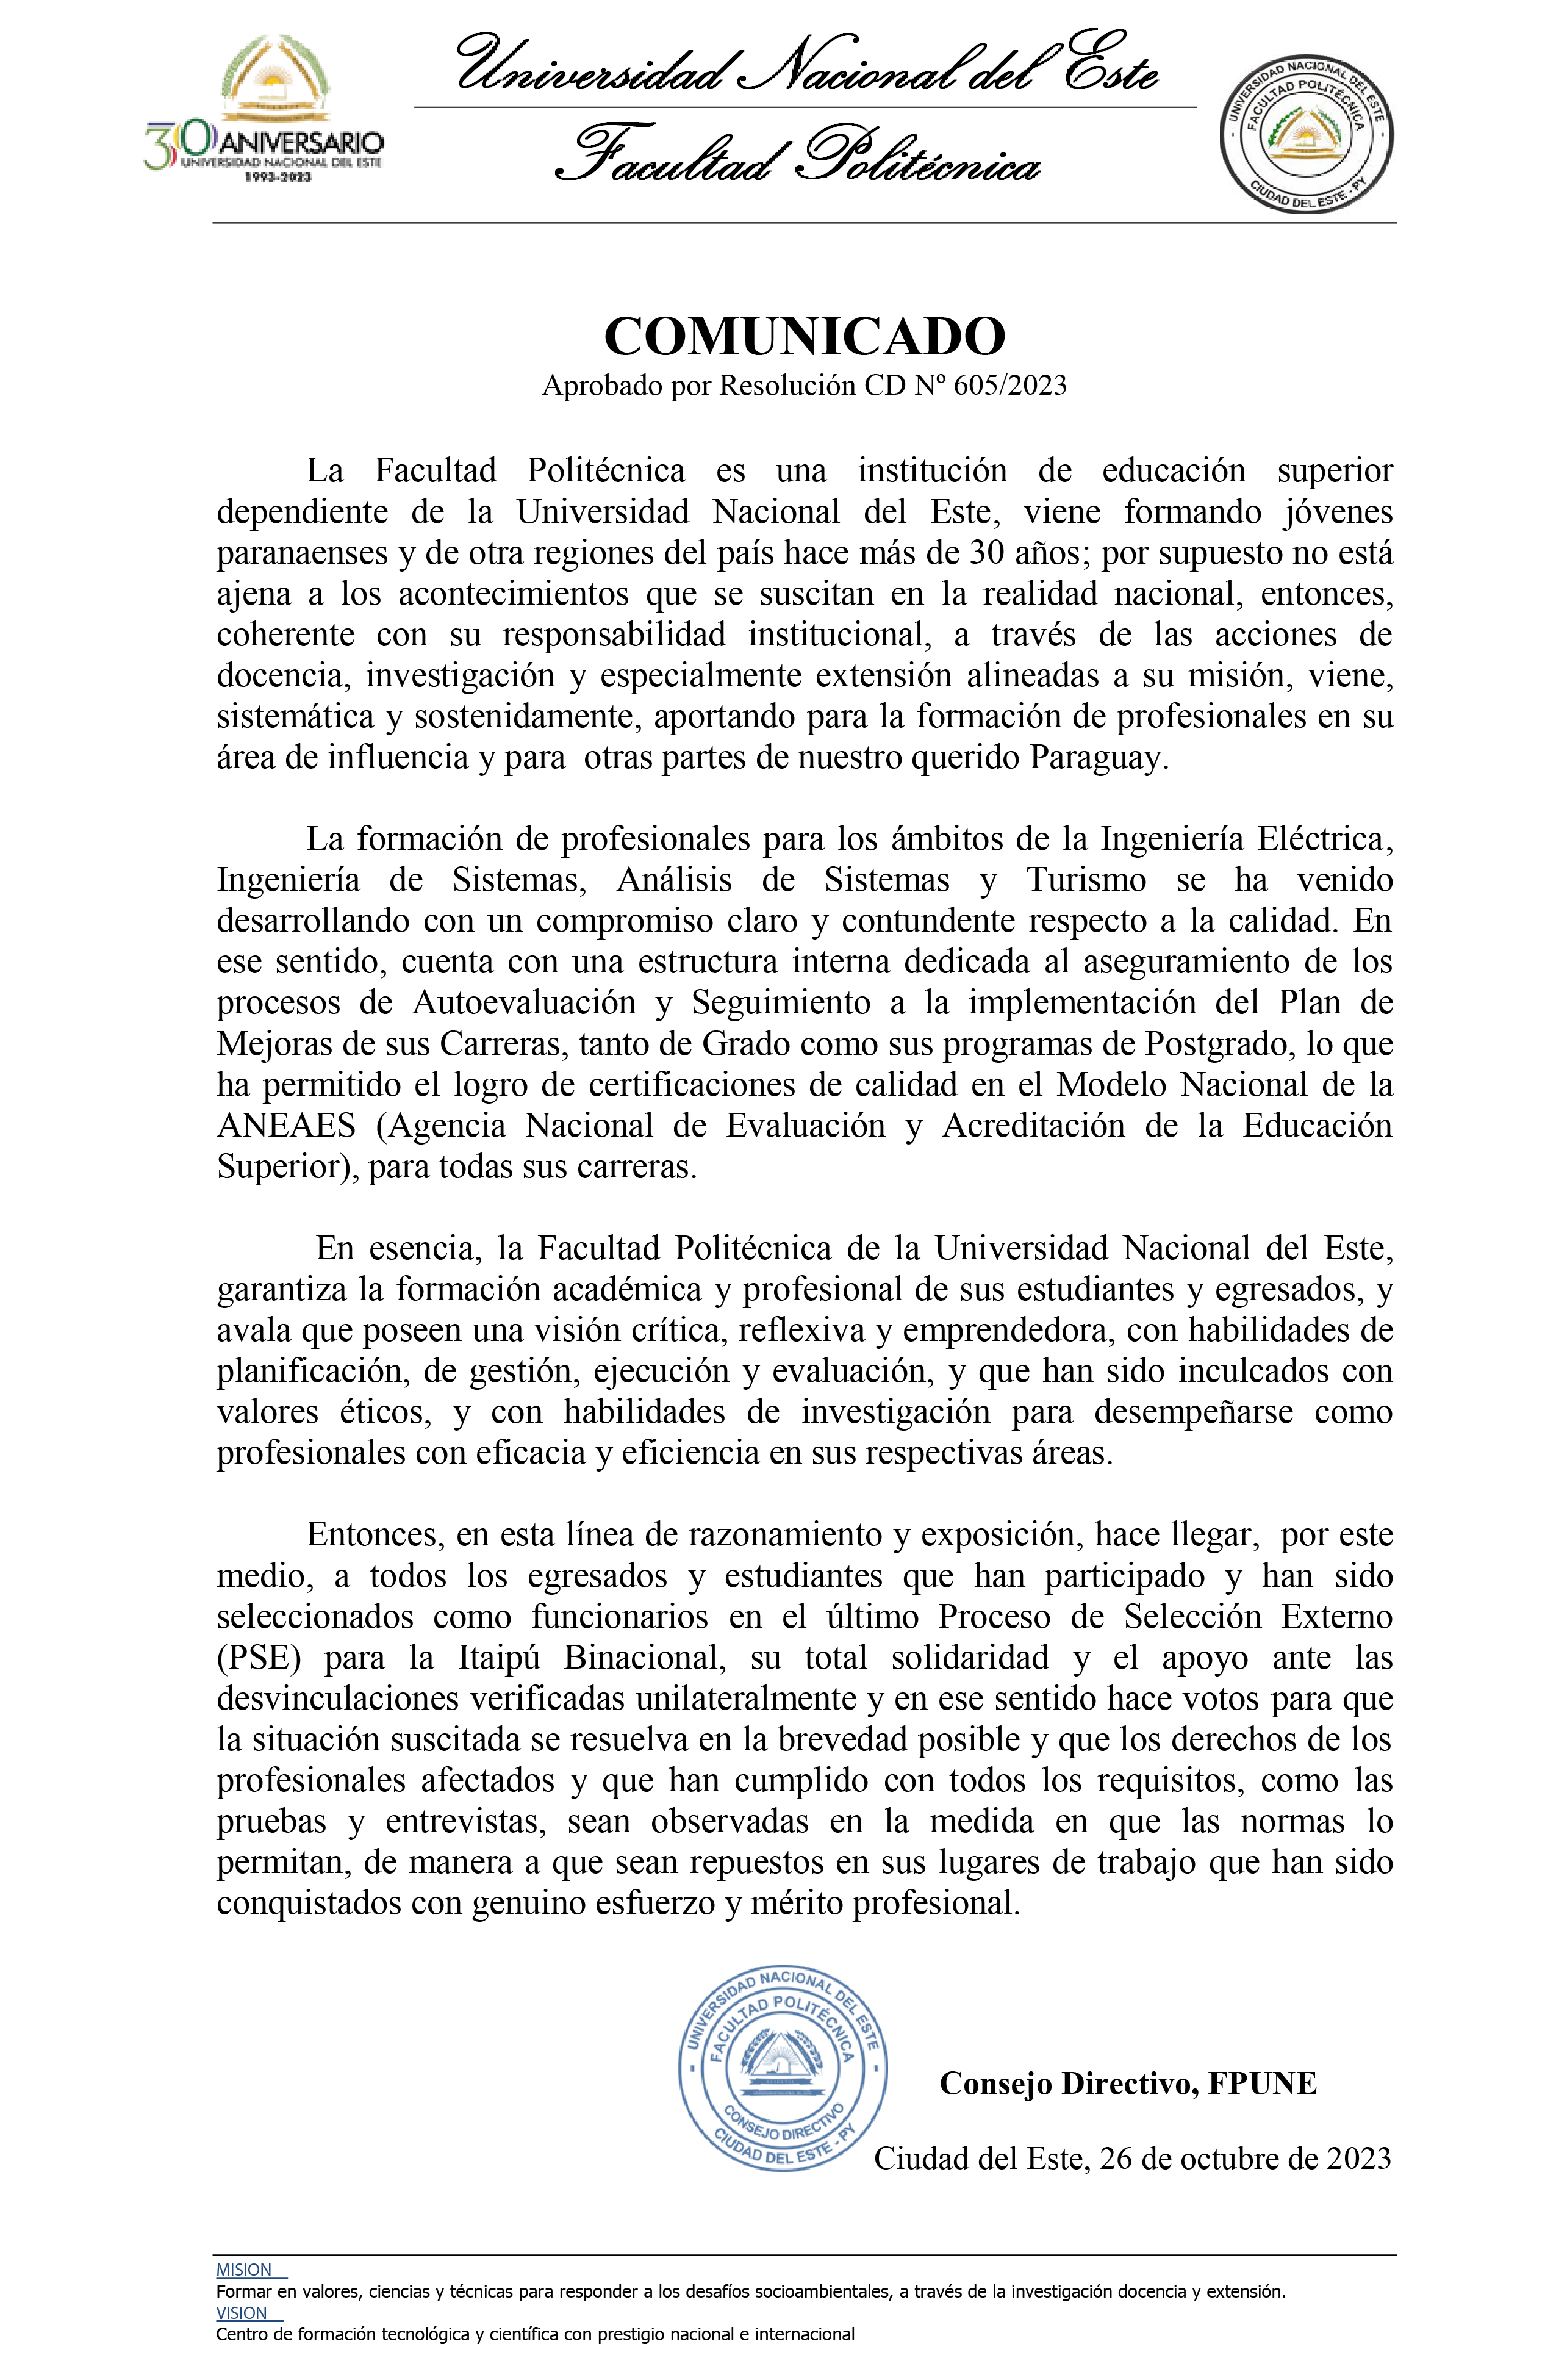 Universidad Nacional del Este
Facultad Politécnica
30 ANIVERSARIO
UNIVERSIDAD NACIONAL DEL ESTE
1993-2023
- UNIVERSIDAD NACIONAL DEL ESTE -
FACULTAD POLITÉCNICA
CIUDAD DEL ESTE - PY
COMUNICADO
Aprobado por Resolución CD Nº 605/2023
La Facultad Politécnica es una institución de educación superior
dependiente de la Universidad Nacional del Este, viene formando jóvenes
paranaenses y de otra regiones del país hace más de 30 años; por supuesto no está
ajena a los acontecimientos que se suscitan en la realidad nacional, entonces,
coherente con su responsabilidad institucional, a través de las acciones de
docencia, investigación y especialmente extensión alineadas a su misión, viene,
sistemática y sostenidamente, aportando para la formación de profesionales en su
área de influencia y para  otras partes de nuestro querido Paraguay.
La formación de profesionales para los ámbitos de la Ingeniería Eléctrica,
Ingeniería de Sistemas, Análisis de Sistemas y Turismo se ha venido
desarrollando con un compromiso claro y contundente respecto a la calidad. En
ese sentido, cuenta con una estructura interna dedicada al aseguramiento de los
procesos de Autoevaluación y Seguimiento a la implementación del Plan de
Mejoras de sus Carreras, tanto de Grado como sus programas de Postgrado, lo que
ha permitido el logro de certificaciones de calidad en el Modelo Nacional de la
ANEAES (Agencia Nacional de Evaluación y Acreditación de la Educación
Superior), para todas sus carreras.
En esencia, la Facultad Politécnica de la Universidad Nacional del Este,
garantiza la formación académica y profesional de sus estudiantes y egresados, y
avala que poseen una visión crítica, reflexiva y emprendedora, con habilidades de
planificación, de gestión, ejecución y evaluación, y que han sido inculcados con
valores éticos, y con habilidades de investigación para desempeñarse como
profesionales con eficacia y eficiencia en sus respectivas áreas.
Entonces, en esta línea de razonamiento y exposición, hace llegar,  por este
medio, a todos los egresados y estudiantes que han participado y han sido
seleccionados como funcionarios en el último Proceso de Selección Externo
(PSE) para la Itaipú Binacional, su total solidaridad y el apoyo ante las
desvinculaciones verificadas unilateralmente y en ese sentido hace votos para que
la situación suscitada se resuelva en la brevedad posible y que los derechos de los
profesionales afectados y que han cumplido con todos los requisitos, como las
pruebas y entrevistas, sean observadas en la medida en que las normas lo
permitan, de manera a que sean repuestos en sus lugares de trabajo que han sido
conquistados con genuino esfuerzo y mérito profesional.
- UNIVERSIDAD NACIONAL DEL ESTE -
FACULTAD POLITÉCNICA
CONSEJO DIRECTIVO
CIUDAD DEL ESTE - PY
Consejo Directivo, FPUNE
Ciudad del Este, 26 de octubre de 2023
MISION
Formar en valores, ciencias y técnicas para responder a los desafíos socioambientales, a través de la investigación docencia y extensión.
VISION
Centro de formación tecnológica y científica con prestigio nacional e internacional